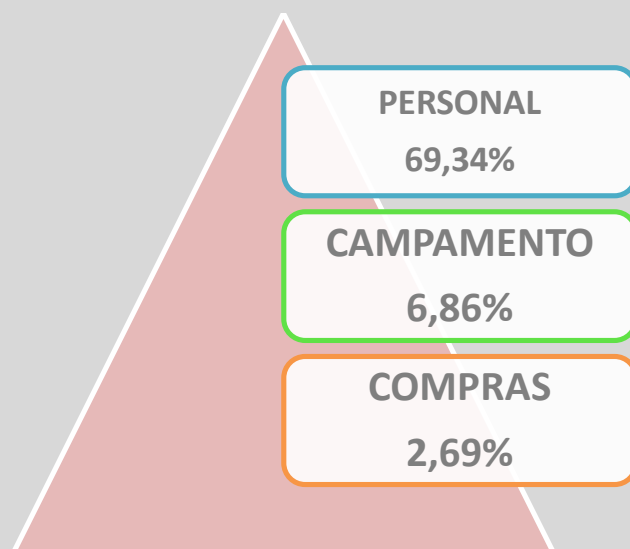 PERSONAL
69,34%
CAMPAMENTO
6,86%
COMPRAS
2,69%